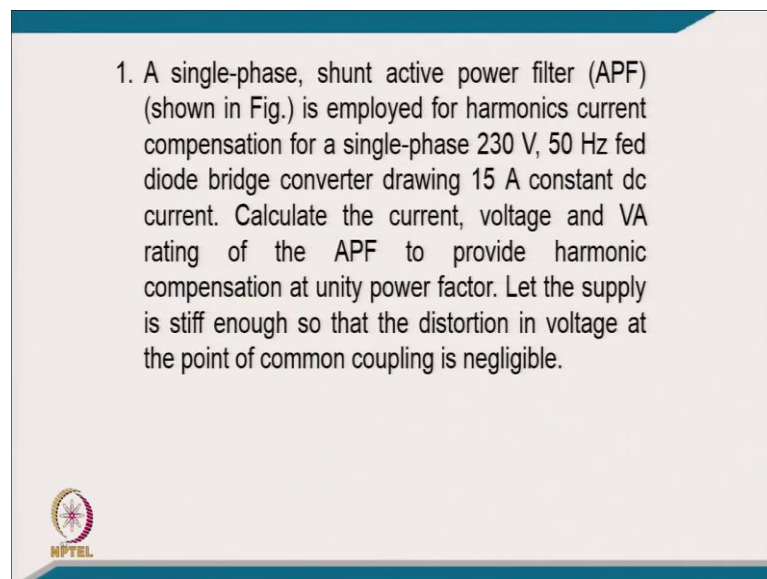 1. A single-phase, shunt active power filter (APF)
(shown in Fig.) is employed for harmonics current
compensation for a single-phase 230 V, 50 Hz fed
diode bridge converter drawing 15 A constant dc
current. Calculate the current, voltage and VA
rating of the APF to provide harmonic
compensation at unity power factor. Let the supply
is stiff enough so that the distortion in voltage at
the point of common coupling is negligible.
NPTEL